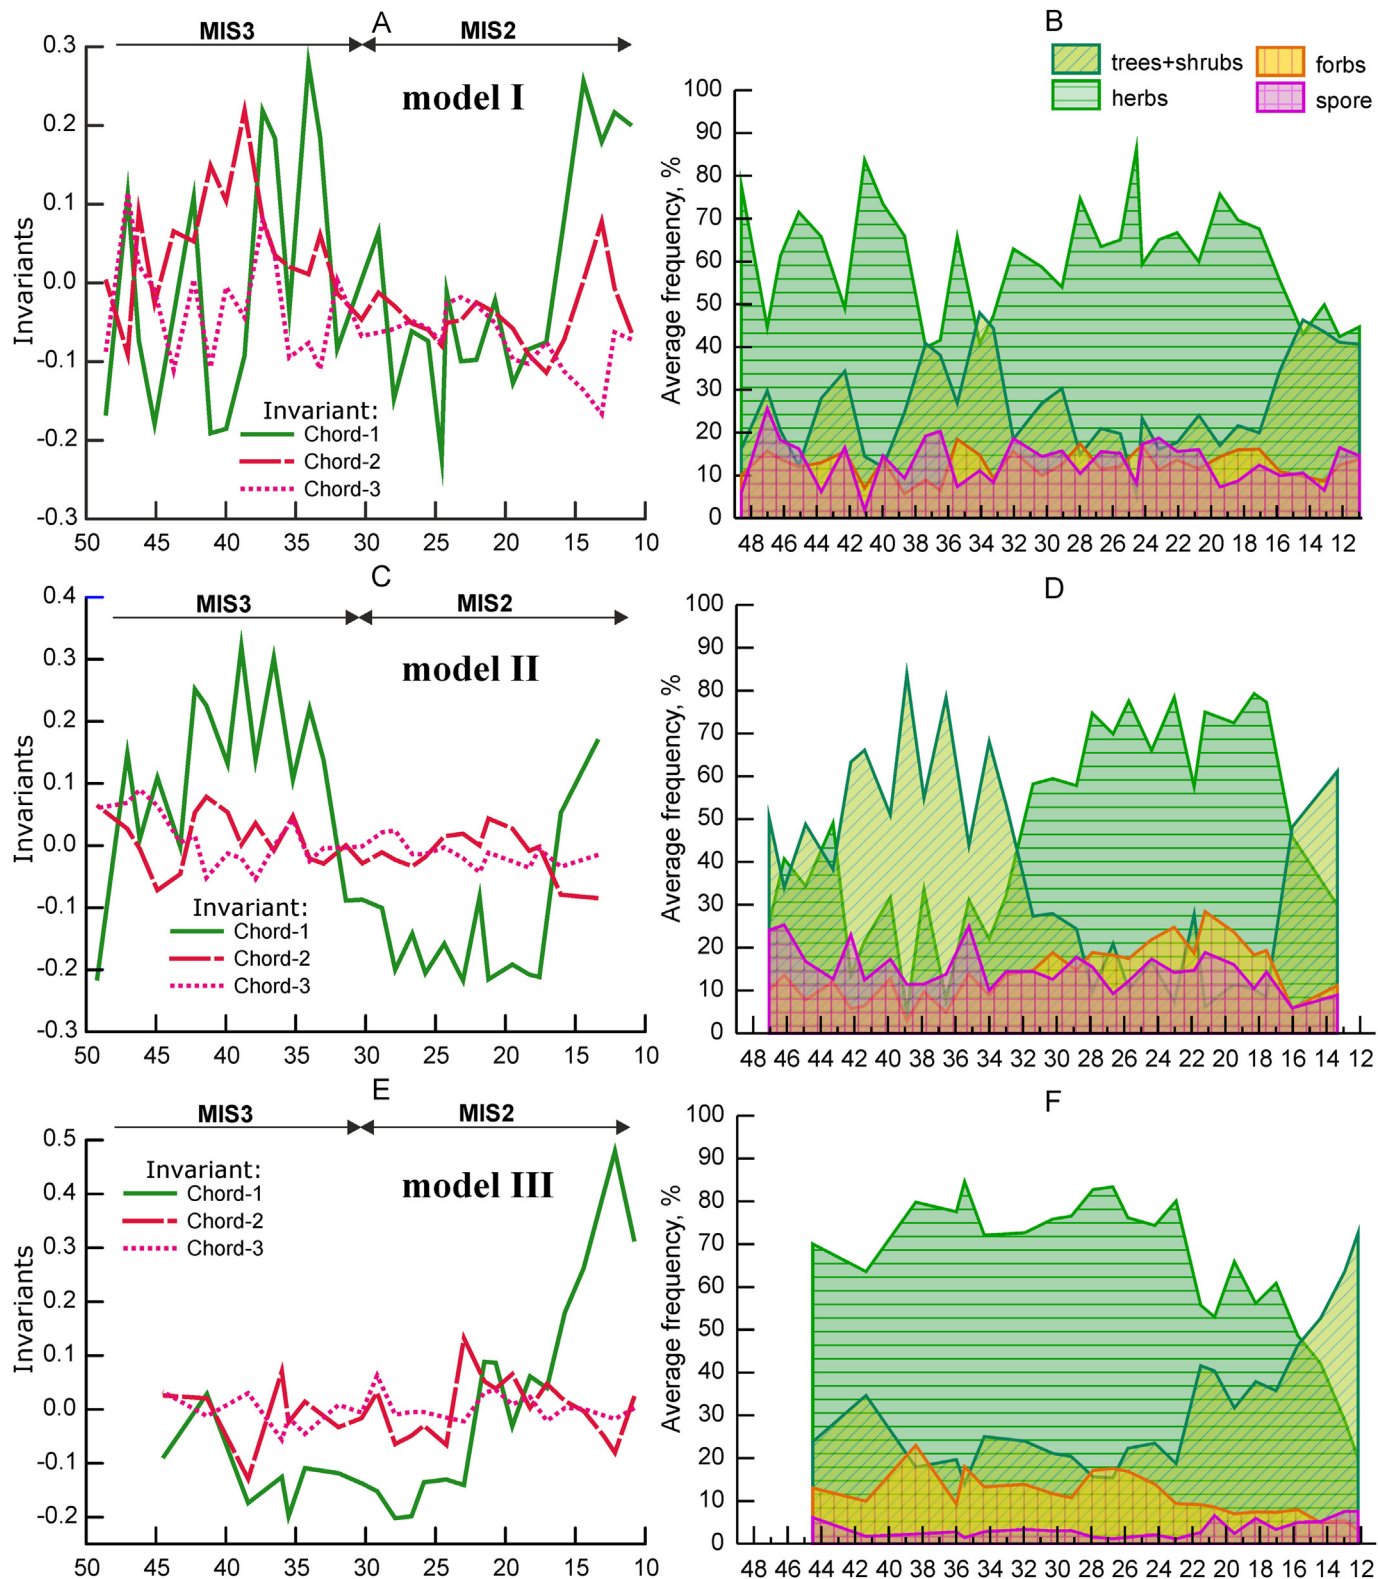 A
MIS3 MIS2
model I
Invariants
0.3
0.2
0.1
0.0
-0.1
-0.2
-0.3
Invariant:
Chord-1
Chord-2
Chord-3
50 45 40 35 30 25 20 15 10
B
trees+shrubs forbs
herbs spore
Average frequency, %
100
90
80
70
60
50
40
30
20
10
0
48 46 44 42 40 38 36 34 32 30 28 26 24 22 20 18 16 14 12
C
MIS3 MIS2
model II
Invariants
0.4
0.3
0.2
0.1
0.0
-0.1
-0.2
-0.3
Invariant:
Chord-1
Chord-2
Chord-3
50 45 40 35 30 25 20 15 10
D
Average frequency, %
100
90
80
70
60
50
40
30
20
10
0
48 46 44 42 40 38 36 34 32 30 28 26 24 22 20 18 16 14 12
E
MIS3 MIS2
model III
Invariants
0.5
0.4
0.3
0.2
0.1
0.0
-0.1
-0.2
Invariant:
Chord-1
Chord-2
Chord-3
50 45 40 35 30 25 20 15 10
F
Average frequency, %
100
90
80
70
60
50
40
30
20
10
0
48 46 44 42 40 38 36 34 32 30 28 26 24 22 20 18 16 14 12